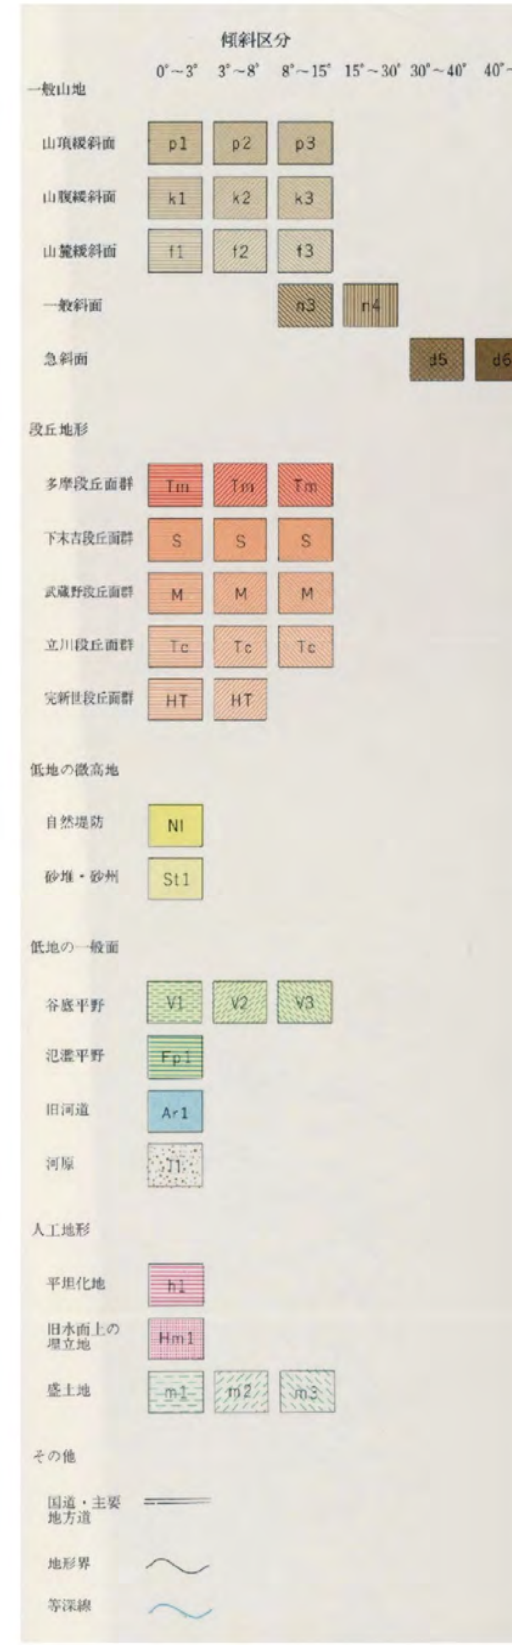 傾斜区分
0°~3° 3°~8° 8°~15° 15°~30° 30°~40° 40°~
一般山地
山頂緩斜面 p1 p2 p3
山腹緩斜面 k1 k2 k3
山麓緩斜面 f1 f2 f3
一般斜面 n3 n4
急斜面 d5 d6
段丘地形
多摩段丘面群 Tm Tm Tm
下末吉段丘面群 S S S
武蔵野段丘面群 M M M
立川段丘面群 Tc Tc Tc
完新世段丘面群 HT HT
低地の微高地
自然堤防 Nl
砂堆・砂州 St1
低地の一般面
谷底平野 V1 V2 V3
氾濫平野 Fp1
旧河道 Ar1
河原
人工地形
平坦化地 h1
旧水面上の
埋立地 Hm1
盛土地 m1 m2 m3
その他
国道・主要
地方道
地形界
等深線